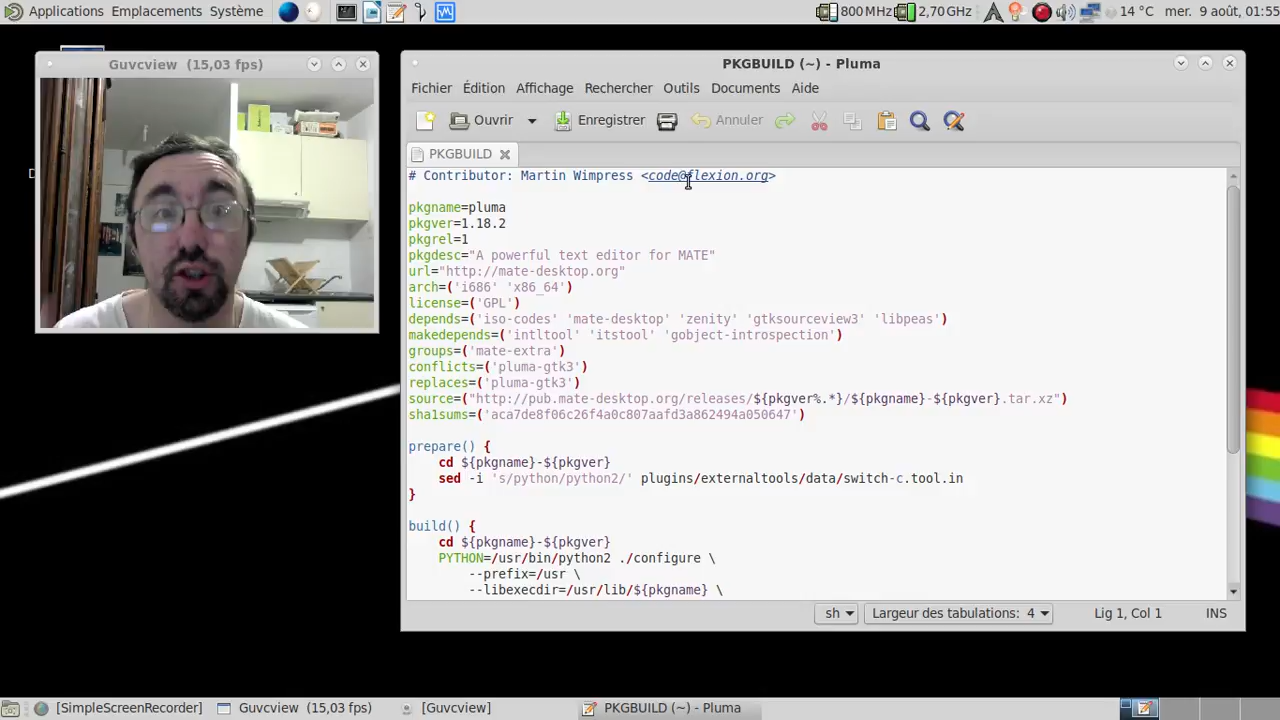 Applications Emplacements Système 800 MHz 2,70 GHz 14 °C mer. 9 août, 01:55
Guvcview (15,03 fps)
PKGBUILD (~) - Pluma
Fichier Édition Affichage Rechercher Outils Documents Aide
Ouvrir Enregistrer Annuler
PKGBUILD
# Contributor: Martin Wimpress <code@flexion.org>
pkgname=pluma
pkgver=1.18.2
pkgrel=1
pkgdesc="A powerful text editor for MATE"
url="http://mate-desktop.org"
arch=('i686' 'x86_64')
license=('GPL')
depends=('iso-codes' 'mate-desktop' 'zenity' 'gtksourceview3' 'libpeas')
makedepends=('intltool' 'itstool' 'gobject-introspection')
groups=('mate-extra')
conflicts=('pluma-gtk3')
replaces=('pluma-gtk3')
source=("http://pub.mate-desktop.org/releases/${pkgver%.*}/${pkgname}-${pkgver}.tar.xz")
sha1sums=('aca7de8f06c26f4a0c807aafd3a862494a050647')
prepare() {
cd ${pkgname}-${pkgver}
sed -i 's/python/python2/' plugins/externaltools/data/switch-c.tool.in
}
build() {
cd ${pkgname}-${pkgver}
PYTHON=/usr/bin/python2 ./configure \
--prefix=/usr \
--libexecdir=/usr/lib/${pkgname} \
sh Largeur des tabulations: 4 Lig 1, Col 1 INS
[SimpleScreenRecorder] Guvcview (15,03 fps) [Guvcview] PKGBUILD (~) - Pluma